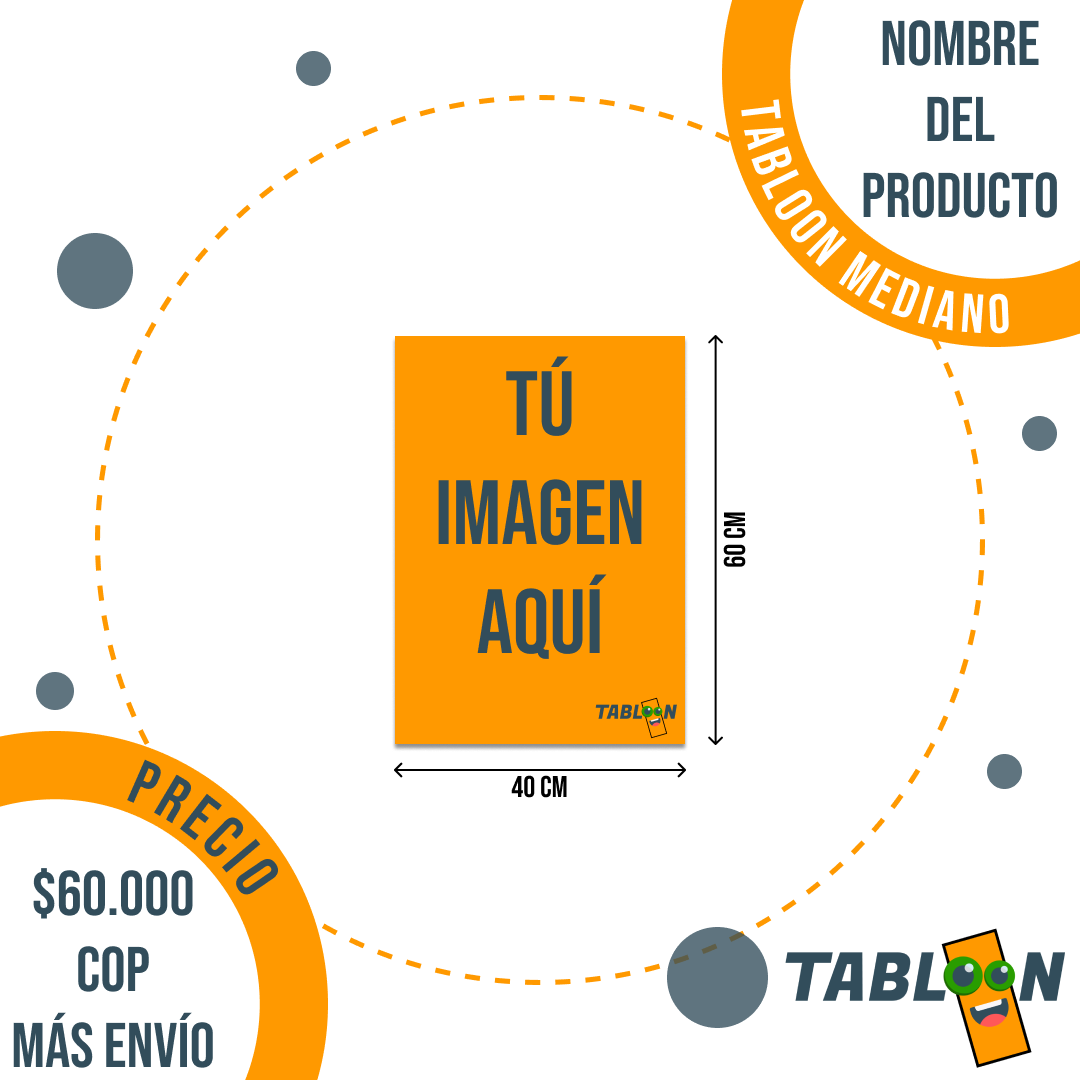 NOMBRE
DEL
PRODUCTO
TABLOON MEDIANO
TÚ
IMAGEN
AQUÍ
TABLOON
60 CM
40 CM
PRECIO
$60.000
COP
MÁS ENVÍO
TABLOON